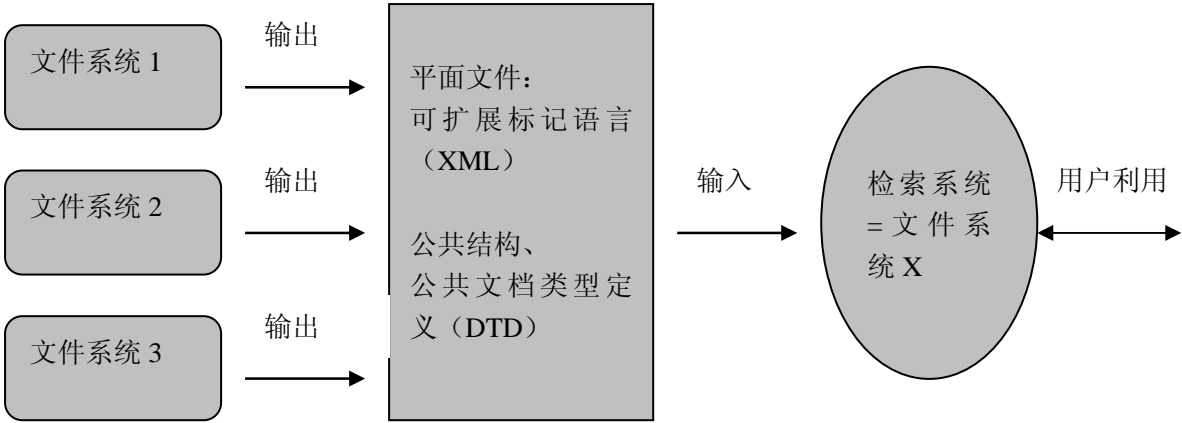 文件系统 1
输出
文件系统 2
输出
文件系统 3
输出
平面文件：
可扩展标记语言
（XML）
公共结构、
公共文档类型定
义（DTD）
输入
检索系统
=文件系
统 X
用户利用